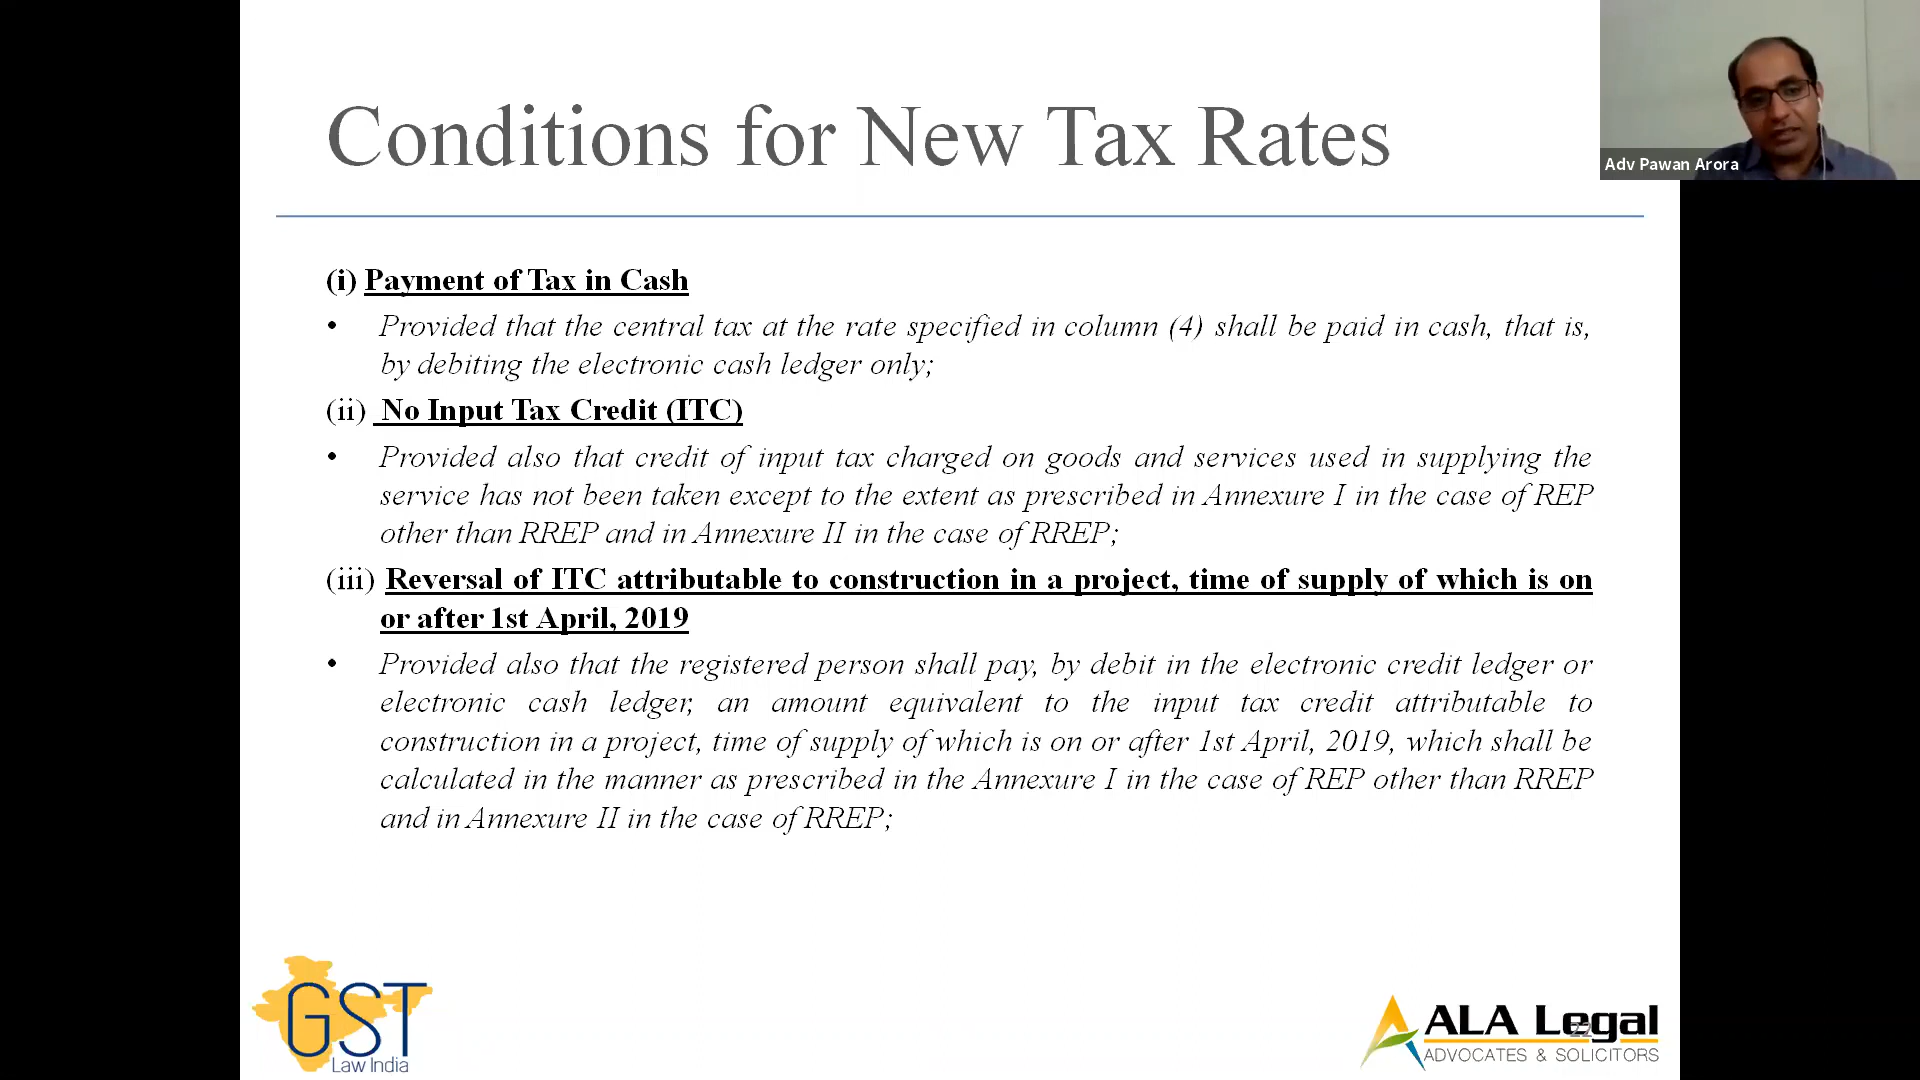 Conditions for New Tax Rates
Adv Pawan Arora
(i) Payment of Tax in Cash
• Provided that the central tax at the rate specified in column (4) shall be paid in cash, that is,
by debiting the electronic cash ledger only;
(ii) No Input Tax Credit (ITC)
• Provided also that credit of input tax charged on goods and services used in supplying the
service has not been taken except to the extent as prescribed in Annexure I in the case of REP
other than RREP and in Annexure II in the case of RREP;
(iii) Reversal of ITC attributable to construction in a project, time of supply of which is on
or after 1st April, 2019
• Provided also that the registered person shall pay, by debit in the electronic credit ledger or
electronic cash ledger, an amount equivalent to the input tax credit attributable to
construction in a project, time of supply of which is on or after 1st April, 2019, which shall be
calculated in the manner as prescribed in the Annexure I in the case of REP other than RREP
and in Annexure II in the case of RREP;
GST
Law India
ALA Legal
22
ADVOCATES & SOLICITORS